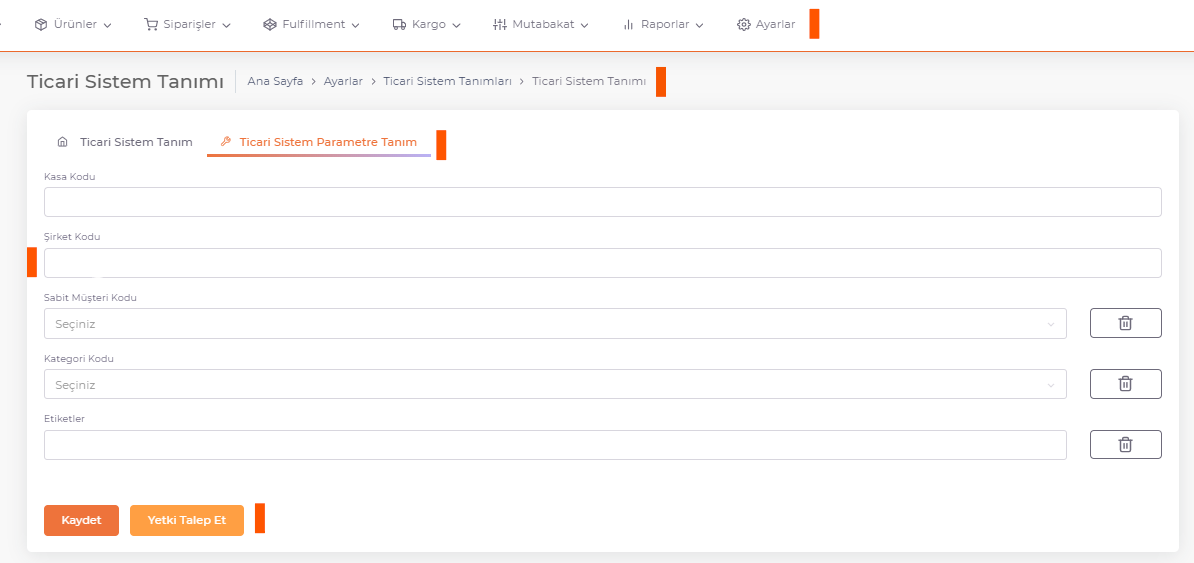 Ürünler Siparişler Fulfillment Kargo Mutabakat Raporlar Ayarlar
Ticari Sistem Tanımı Ana Sayfa > Ayarlar > Ticari Sistem Tanımları > Ticari Sistem Tanımı
Ticari Sistem Tanım Ticari Sistem Parametre Tanım
Kasa Kodu
Şirket Kodu
Sabit Müşteri Kodu
Seçiniz
Kategori Kodu
Seçiniz
Etiketler
Kaydet Yetki Talep Et